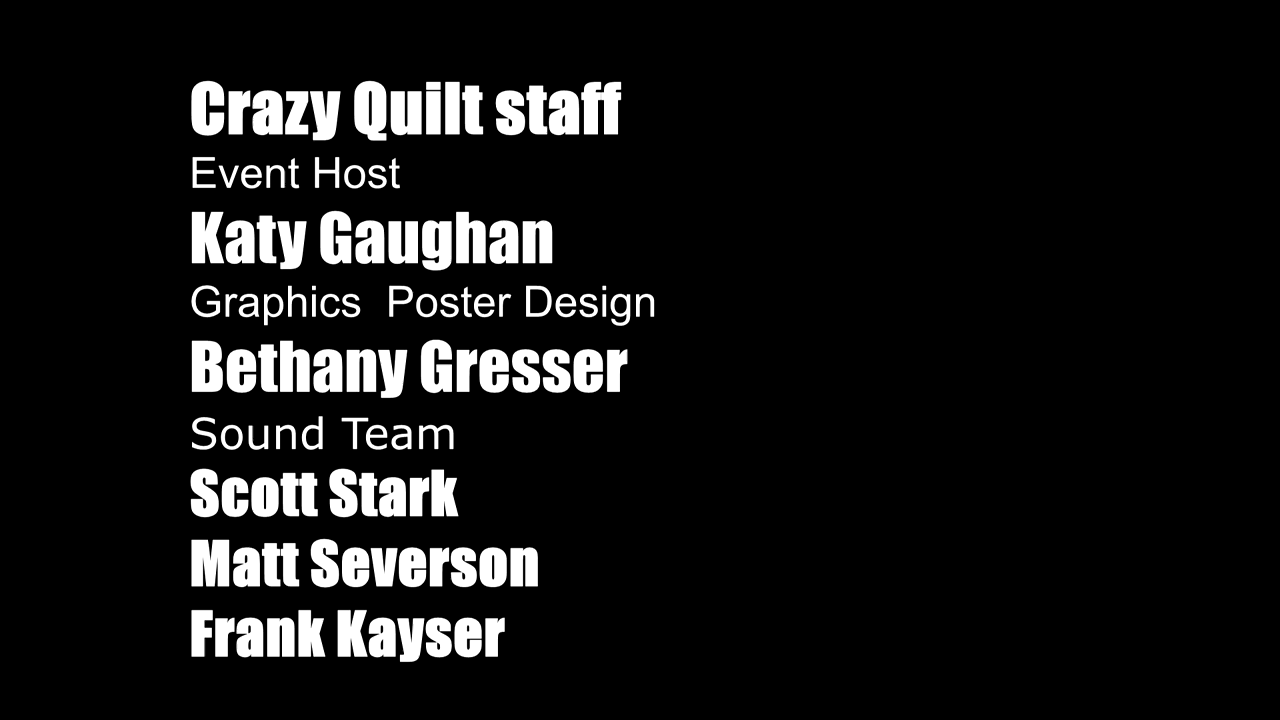 Crazy Quilt staff
Event Host
Katy Gaughan
Graphics  Poster Design
Bethany Gresser
Sound Team
Scott Stark
Matt Severson
Frank Kayser